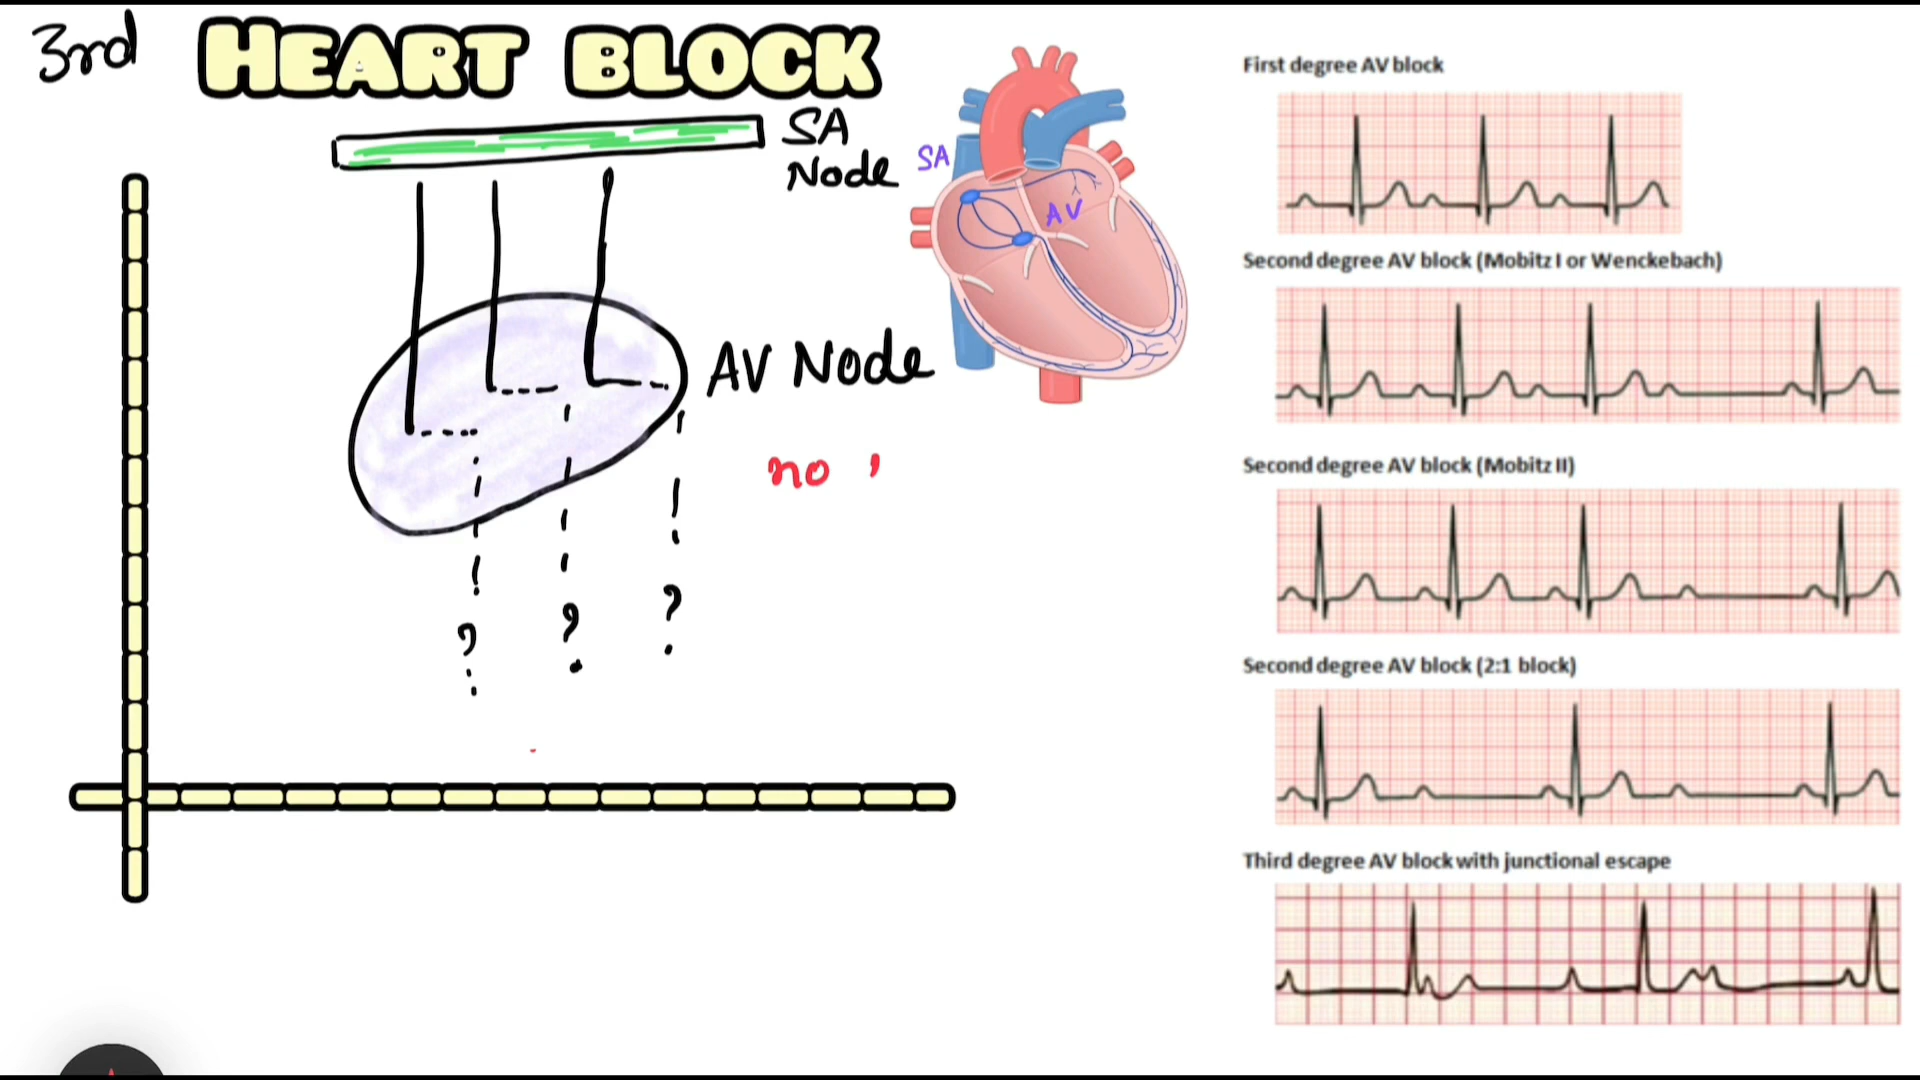 3rd HEART BLOCK
SA
Node
AV Node
no
?
?
?
SA
AV
First degree AV block
Second degree AV block (Mobitz I or Wenckebach)
Second degree AV block (Mobitz II)
Second degree AV block (2:1 block)
Third degree AV block with junctional escape